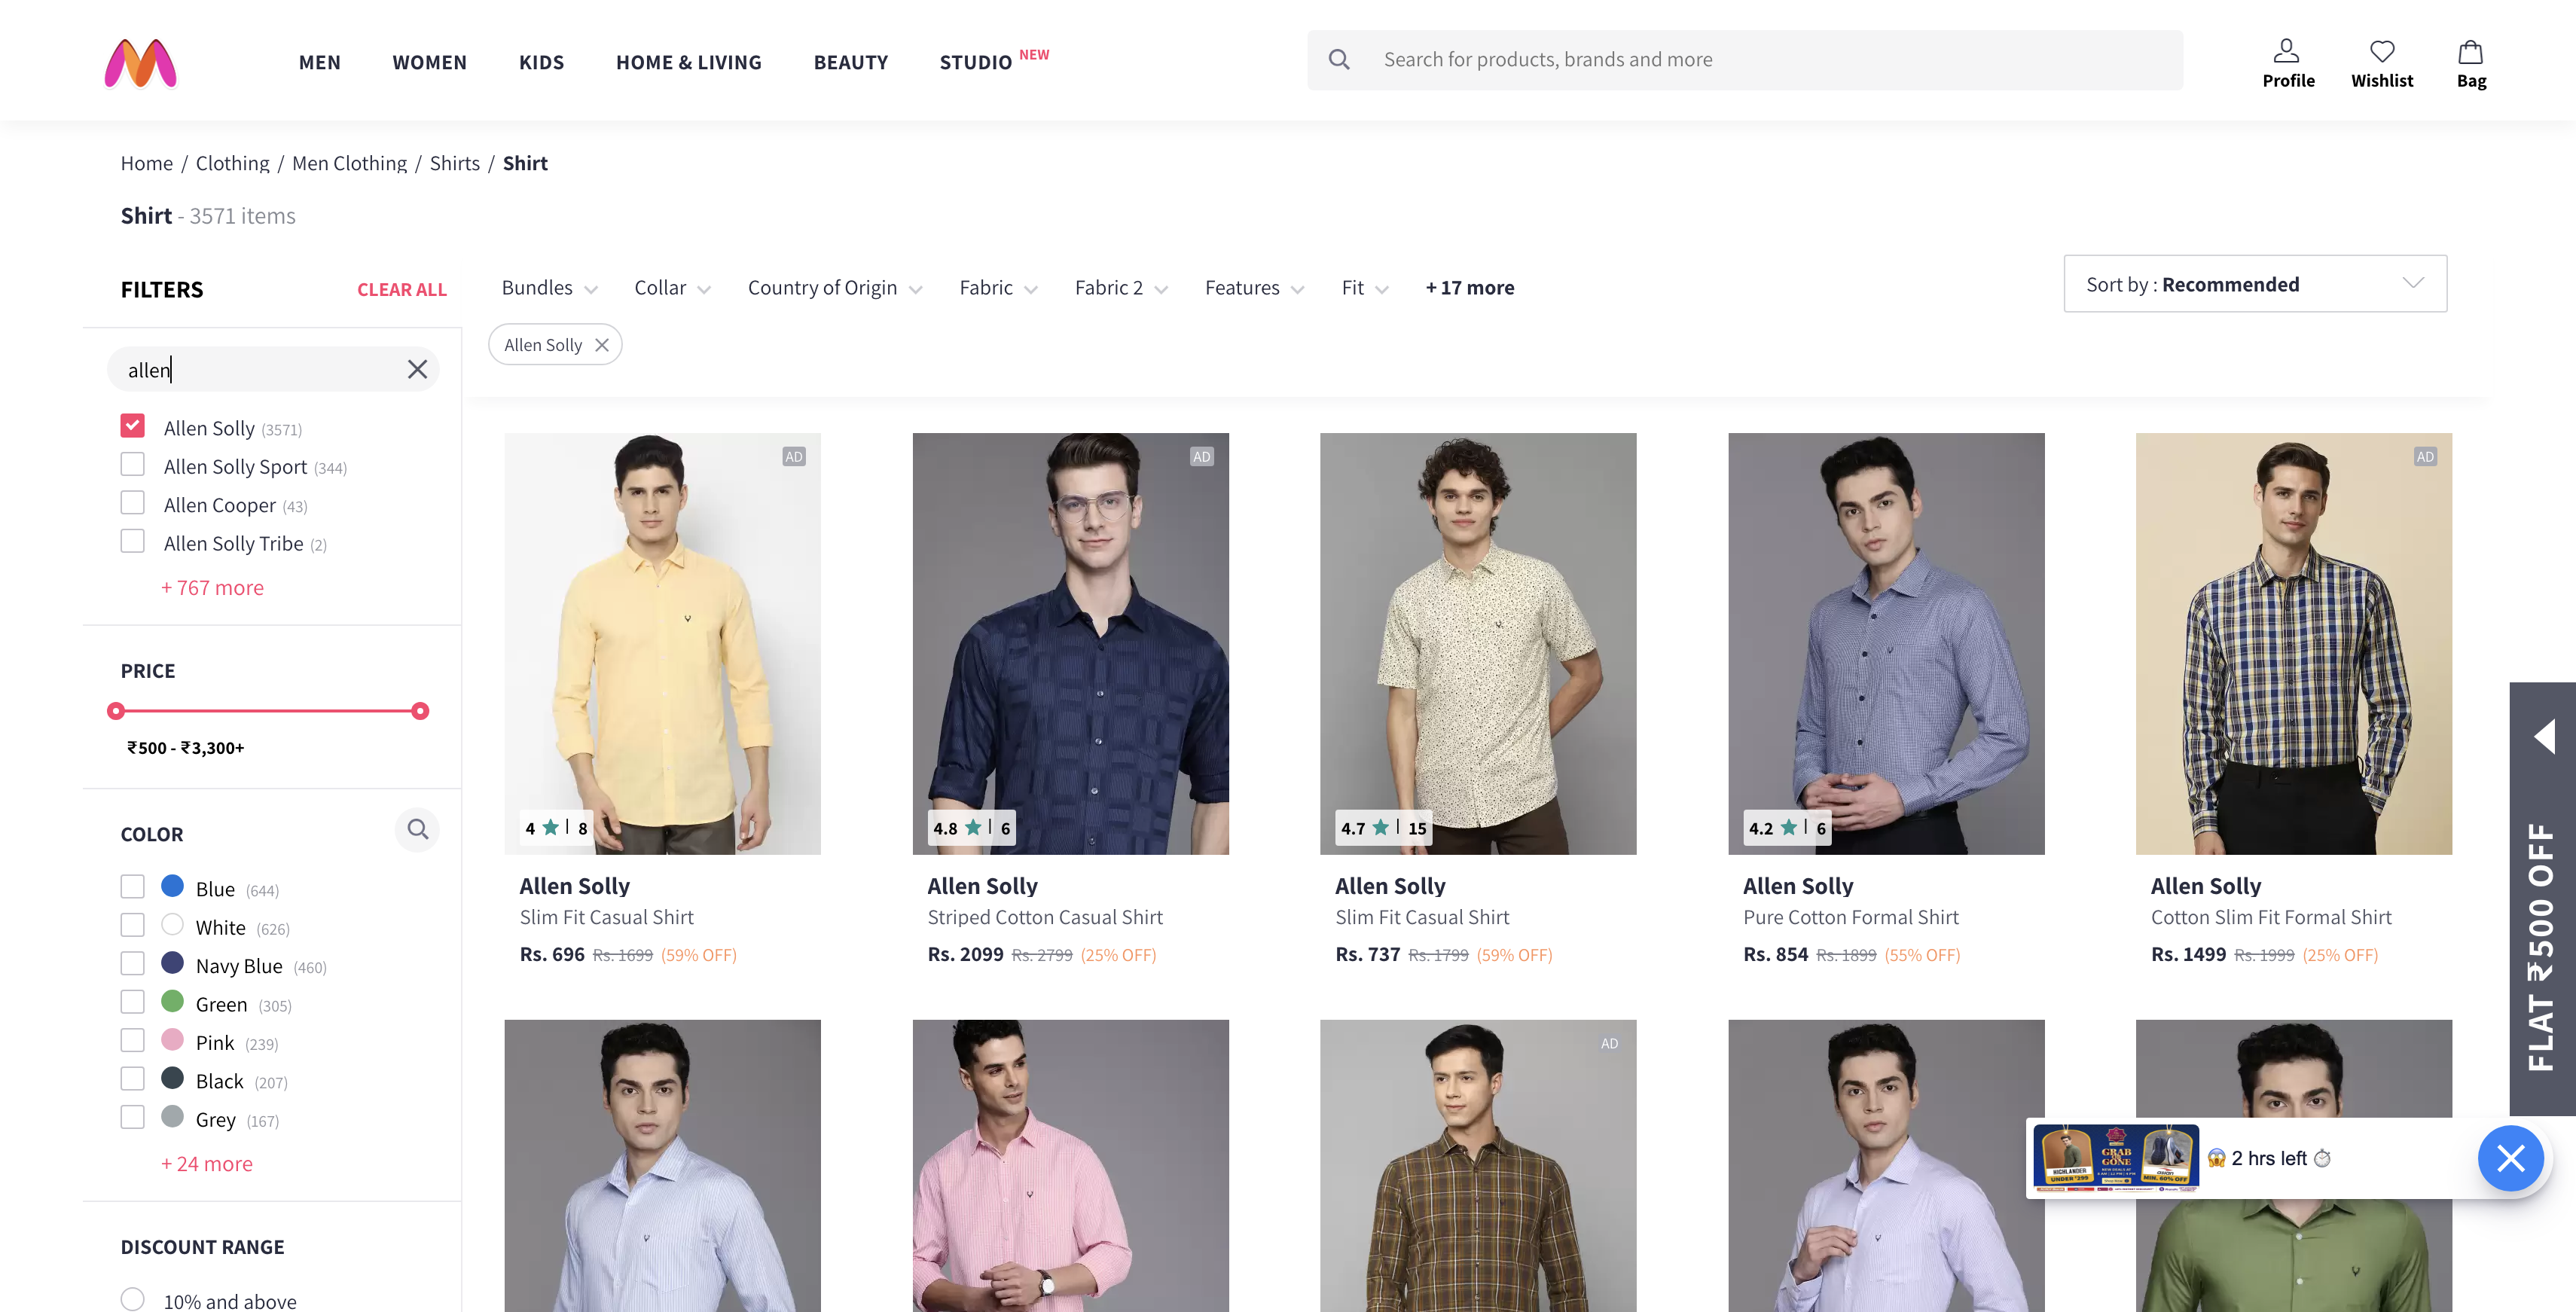 MEN WOMEN KIDS HOME & LIVING BEAUTY STUDIO NEW
Search for products, brands and more
Profile Wishlist Bag
Home / Clothing / Men Clothing / Shirts / Shirt
Shirt - 3571 items
FILTERS CLEAR ALL
Bundles Collar Country of Origin Fabric Fabric 2 Features Fit + 17 more
Sort by : Recommended
Allen Solly
allen
Allen Solly (3571)
Allen Solly Sport (344)
Allen Cooper (43)
Allen Solly Tribe (2)
+ 767 more
PRICE
₹500 - ₹3,300+
COLOR
Blue (644)
White (626)
Navy Blue (460)
Green (305)
Pink (239)
Black (207)
Grey (167)
+ 24 more
DISCOUNT RANGE
10% and above
AD
4 ★ | 8
Allen Solly
Slim Fit Casual Shirt
Rs. 696 Rs. 1699 (59% OFF)
AD
4.8 ★ | 6
Allen Solly
Striped Cotton Casual Shirt
Rs. 2099 Rs. 2799 (25% OFF)
4.7 ★ | 15
Allen Solly
Slim Fit Casual Shirt
Rs. 737 Rs. 1799 (59% OFF)
4.2 ★ | 6
Allen Solly
Pure Cotton Formal Shirt
Rs. 854 Rs. 1899 (55% OFF)
AD
Allen Solly
Cotton Slim Fit Formal Shirt
Rs. 1499 Rs. 1999 (25% OFF)
AD
FLAT ₹500 OFF
HIGHLANDER
UNDER ₹299
GRAB
GONE
MIN. 60% OFF
😱 2 hrs left ⏱